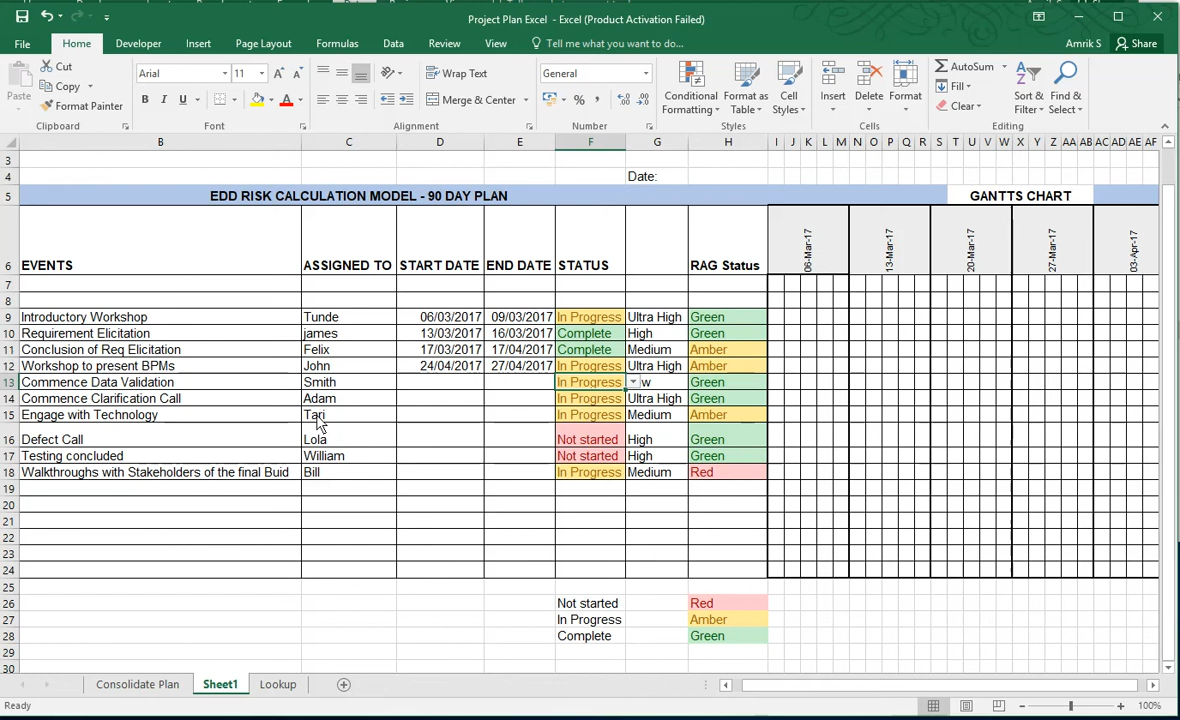 Project Plan Excel - Excel (Product Activation Failed)
File Home Developer Insert Page Layout Formulas Data Review View Tell me what you want to do... Amrik S Share
Paste
Cut
Copy
Format Painter
Clipboard
Arial 11
B I U
Font
Wrap Text
Merge & Center
Alignment
General
Number
Conditional Formatting
Format as Table
Cell Styles
Styles
Insert Delete Format
Cells
AutoSum
Fill
Clear
Sort & Filter
Find & Select
Editing
B C D E F G H I J K L M N O P Q R S T U V W X Y Z AA AB AC AD AE AF
3
4 Date:
5 EDD RISK CALCULATION MODEL - 90 DAY PLAN GANTTS CHART
6 EVENTS ASSIGNED TO START DATE END DATE STATUS RAG Status 06-Mar-17 13-Mar-17 20-Mar-17 27-Mar-17 03-Apr-17
7
8
9 Introductory Workshop Tunde 06/03/2017 09/03/2017 In Progress Ultra High Green
10 Requirement Elicitation james 13/03/2017 16/03/2017 Complete High Green
11 Conclusion of Req Elicitation Felix 17/03/2017 17/04/2017 Complete Medium Amber
12 Workshop to present BPMs John 24/04/2017 27/04/2017 In Progress Ultra High Amber
13 Commence Data Validation Smith In Progress w Green
14 Commence Clarification Call Adam In Progress Ultra High Green
15 Engage with Technology Tari In Progress Medium Amber
16 Defect Call Lola Not started High Green
17 Testing concluded William Not started High Green
18 Walkthroughs with Stakeholders of the final Buid Bill In Progress Medium Red
19
20
21
22
23
24
25
26 Not started Red
27 In Progress Amber
28 Complete Green
29
30
Consolidate Plan Sheet1 Lookup
Ready 100%